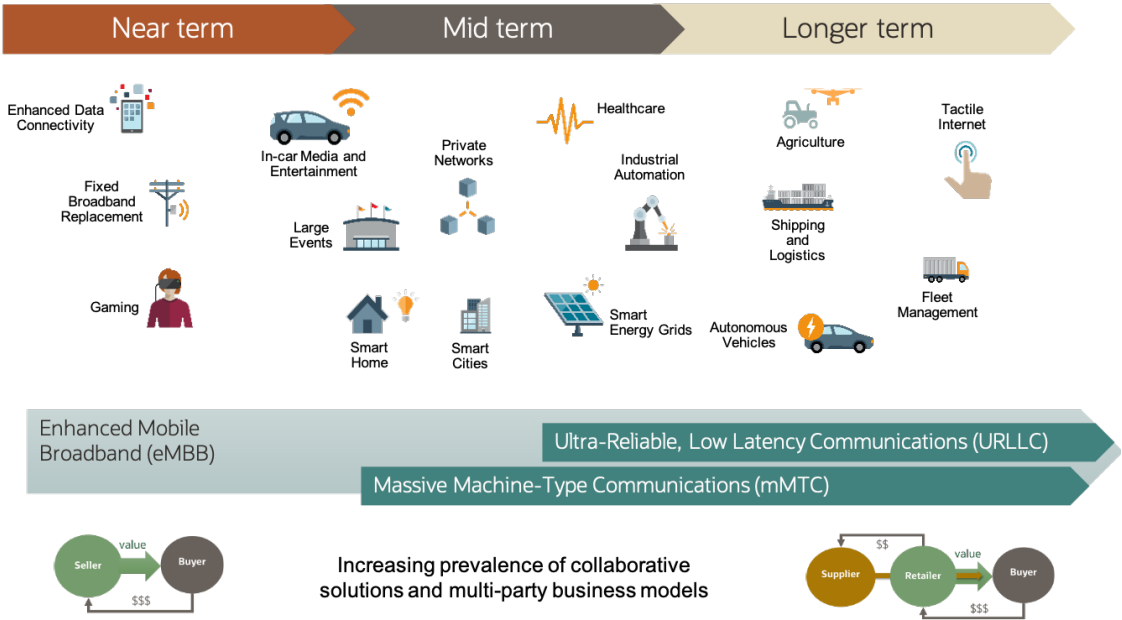 Near term
Mid term
Longer term
Enhanced Data
Connectivity
Fixed
Broadband
Replacement
Gaming
In-car Media and
Entertainment
Large
Events
Smart
Home
Private
Networks
Smart
Cities
Healthcare
Industrial
Automation
Smart
Energy Grids
Agriculture
Shipping
and
Logistics
Autonomous
Vehicles
Tactile
Internet
Fleet
Management
Enhanced Mobile
Broadband (eMBB)
Ultra-Reliable, Low Latency Communications (URLLC)
Massive Machine-Type Communications (mMTC)
Seller
value
Buyer
$$$
Increasing prevalence of collaborative
solutions and multi-party business models
$$
Supplier
Retailer
value
Buyer
$$$